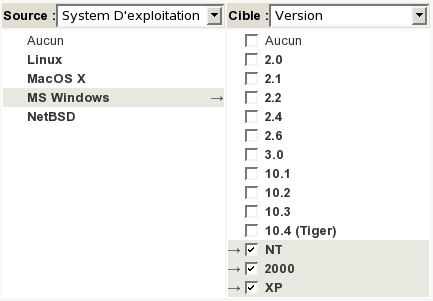 Source : System D'exploitation
Cible : Version
Aucun
Linux
MacOS X
MS Windows →
NetBSD
Aucun
2.0
2.1
2.2
2.4
2.6
3.0
10.1
10.2
10.3
10.4 (Tiger)
→ NT
→ 2000
→ XP